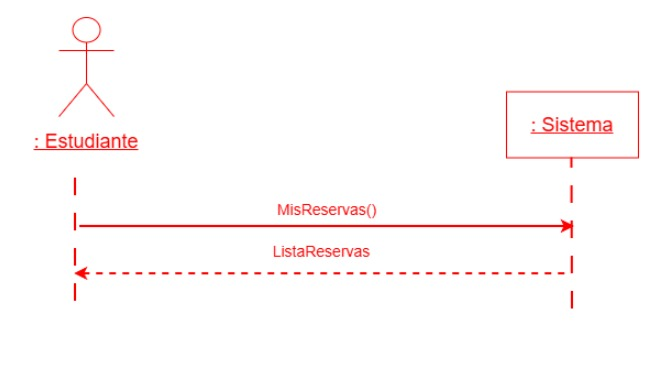 : Estudiante
: Sistema
MisReservas()
ListaReservas